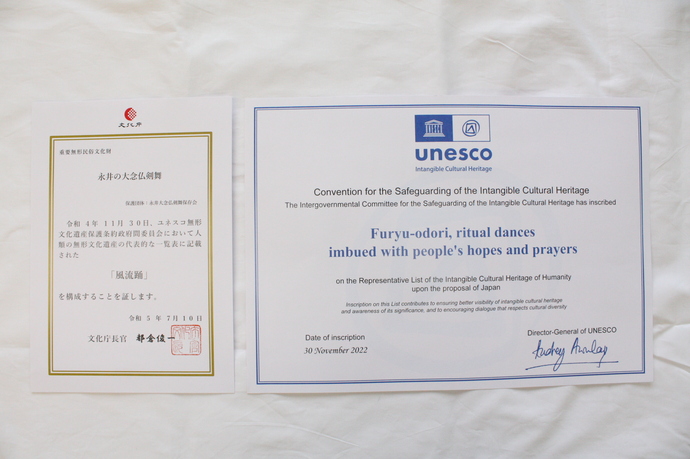 文化庁
重要無形民俗文化財
永井の大念仏剣舞
保護団体・永井大念仏剣舞保存会
令和4年11月30日、ユネスコ無形
文化遺産保護条約政府間委員会において人
類の無形文化遺産の代表的な一覧表に記載
された
「風流踊」
を構成することを証します。
令和5年7月10日
文化庁長官 都倉俊一
unesco
Intangible Cultural Heritage
Convention for the Safeguarding of the Intangible Cultural Heritage
The Intergovernmental Committee for the Safeguarding of the Intangible Cultural Heritage has inscribed
Furyu-odori, ritual dances
imbued with people's hopes and prayers
on the Representative List of the Intangible Cultural Heritage of Humanity
upon the proposal of Japan
Inscription on this List contributes to ensuring better visibility of intangible cultural heritage
and awareness of its significance, and to encouraging dialogue that respects cultural diversity
Date of inscription
30 November 2022
Director-General of UNESCO
Audrey Azoulay